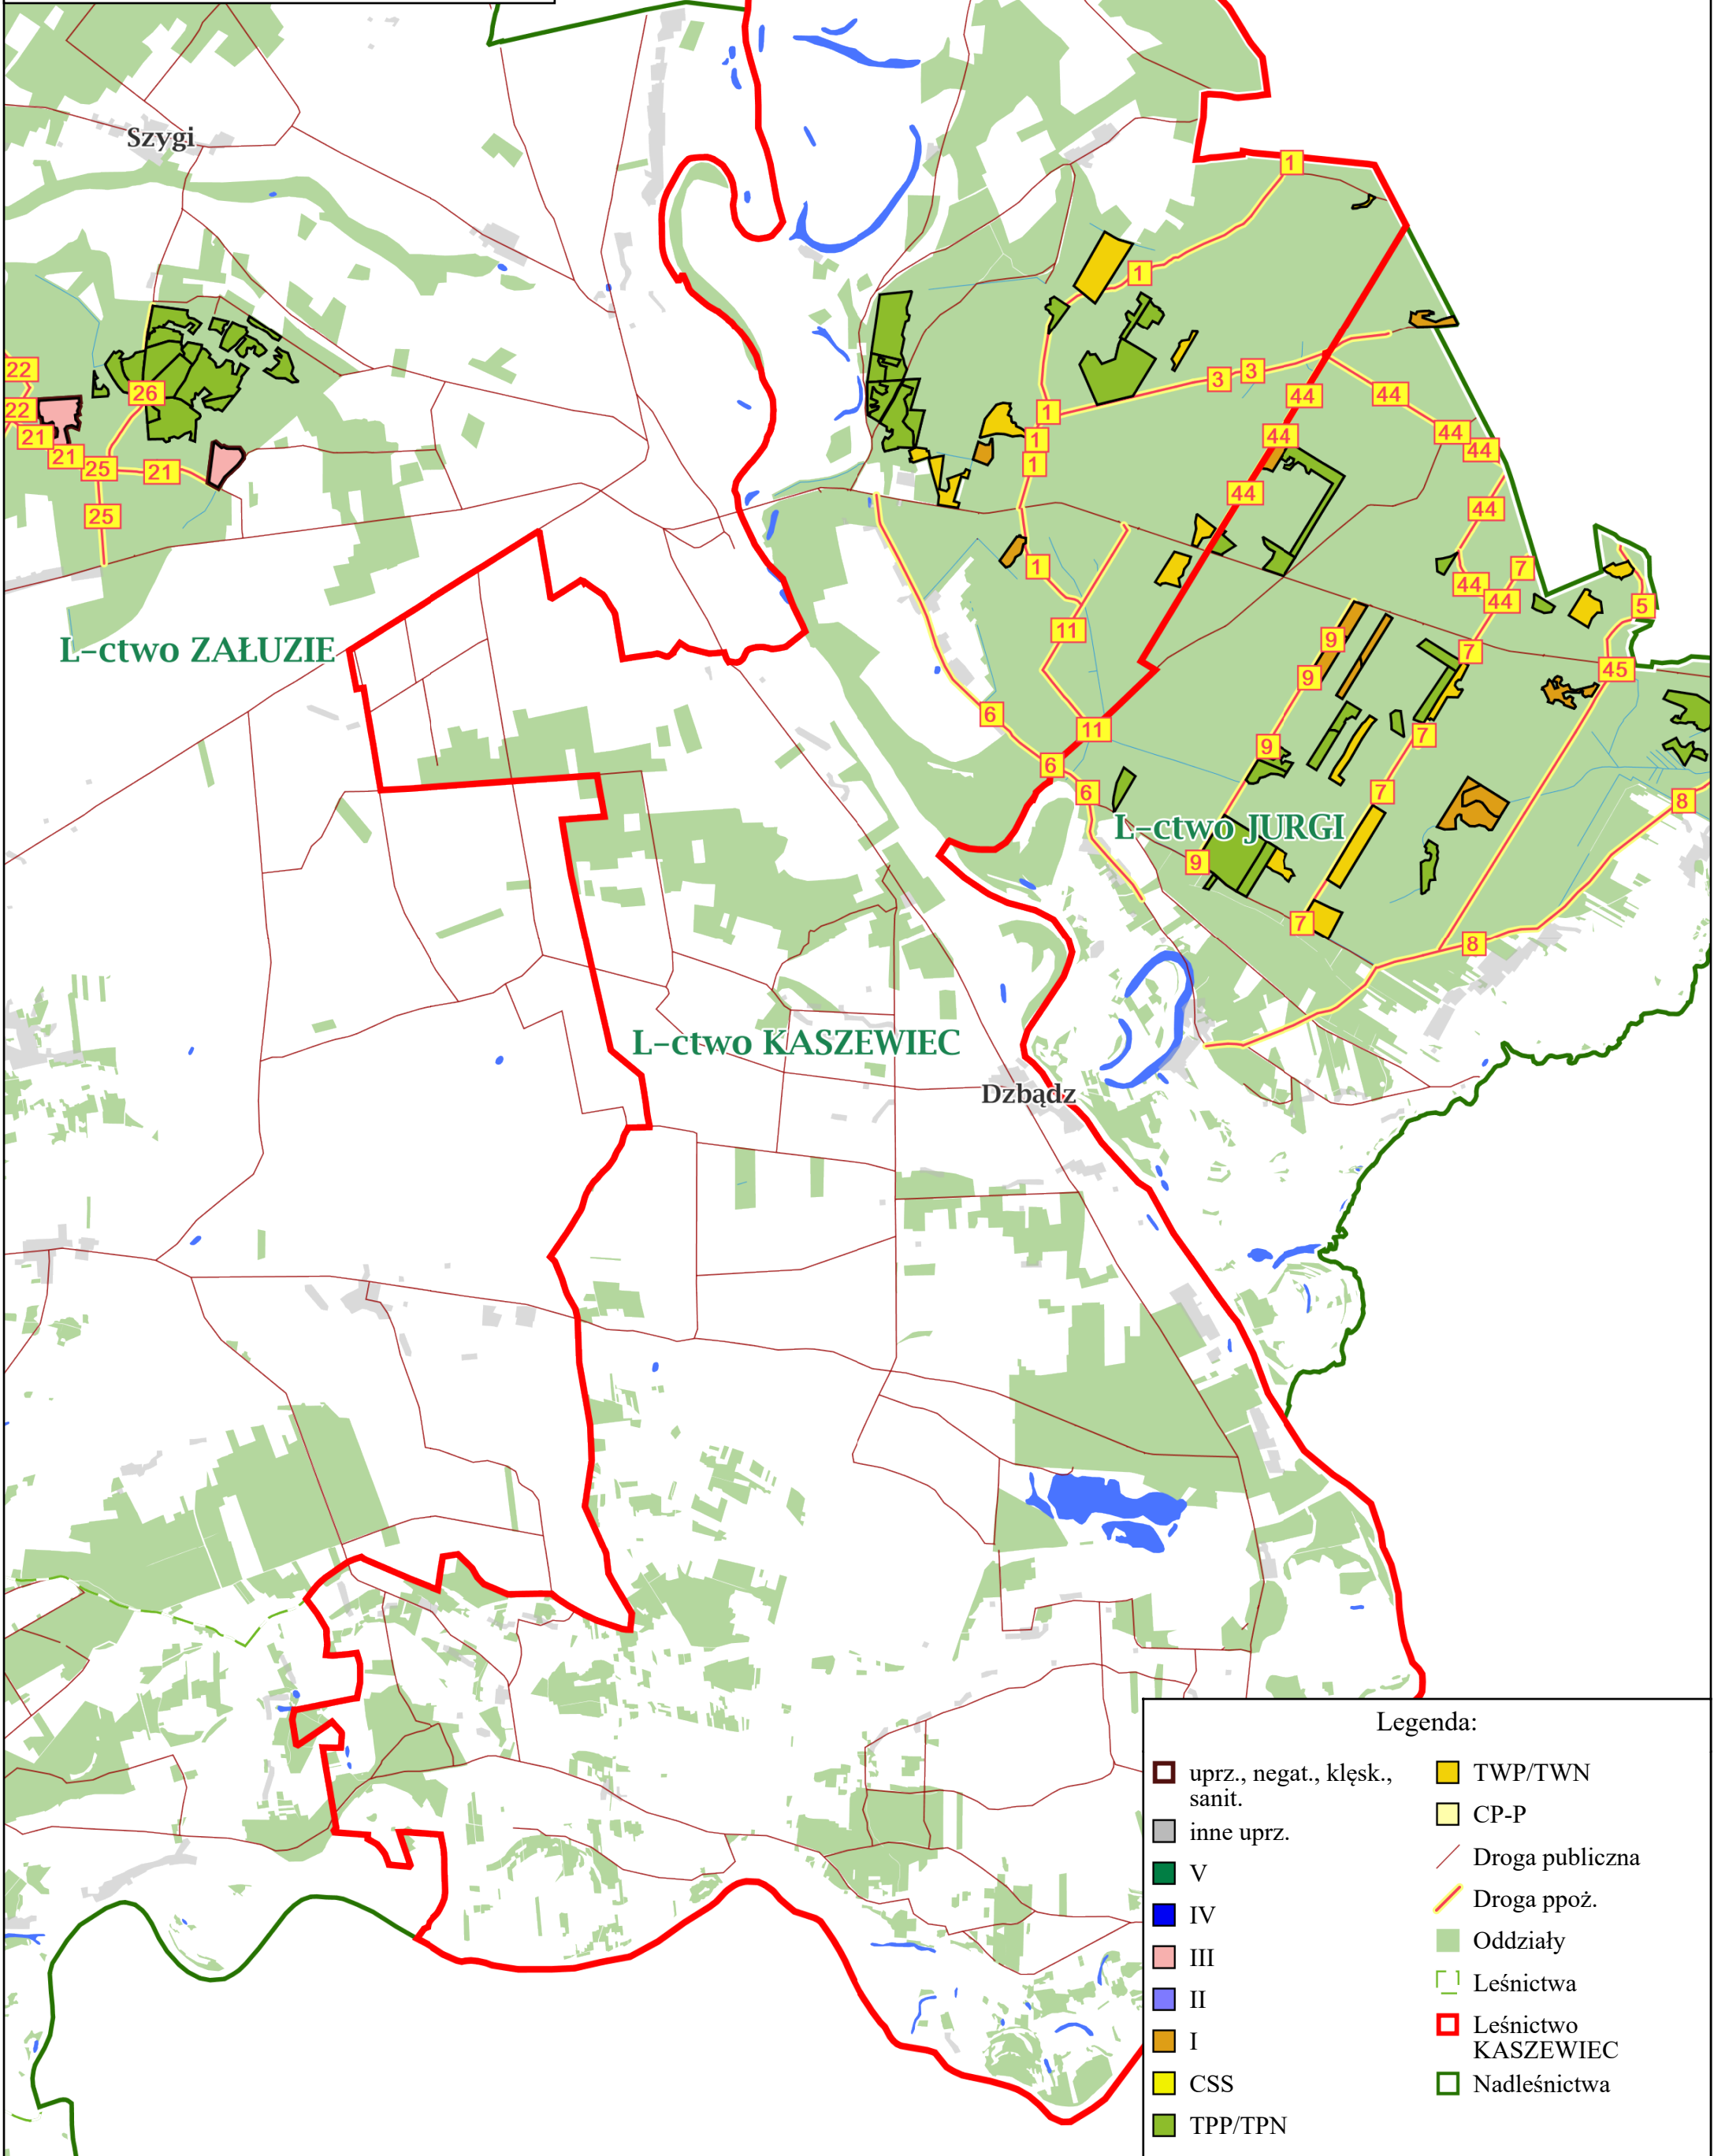 Szygi
1
1
22
26
3
3
44
44
22
1
21
1
44
44
44
21
25
21
1
44
25
44
1
7
44
44
5
11
9
L-ctwo ZAŁUZIE
7
45
9
6
11
7
9
6
6
7
8
L-ctwo JURGI
9
7
8
L-ctwo KASZEWIEC
Dzbądz
Legenda:
uprz., negat., klęsk.,
sanit.
inne uprz.
V
IV
III
II
I
CSS
TPP/TPN
TWP/TWN
CP-P
Droga publiczna
Droga ppoż.
Oddziały
Leśnictwa
Leśnictwo
KASZEWIEC
Nadleśnictwa